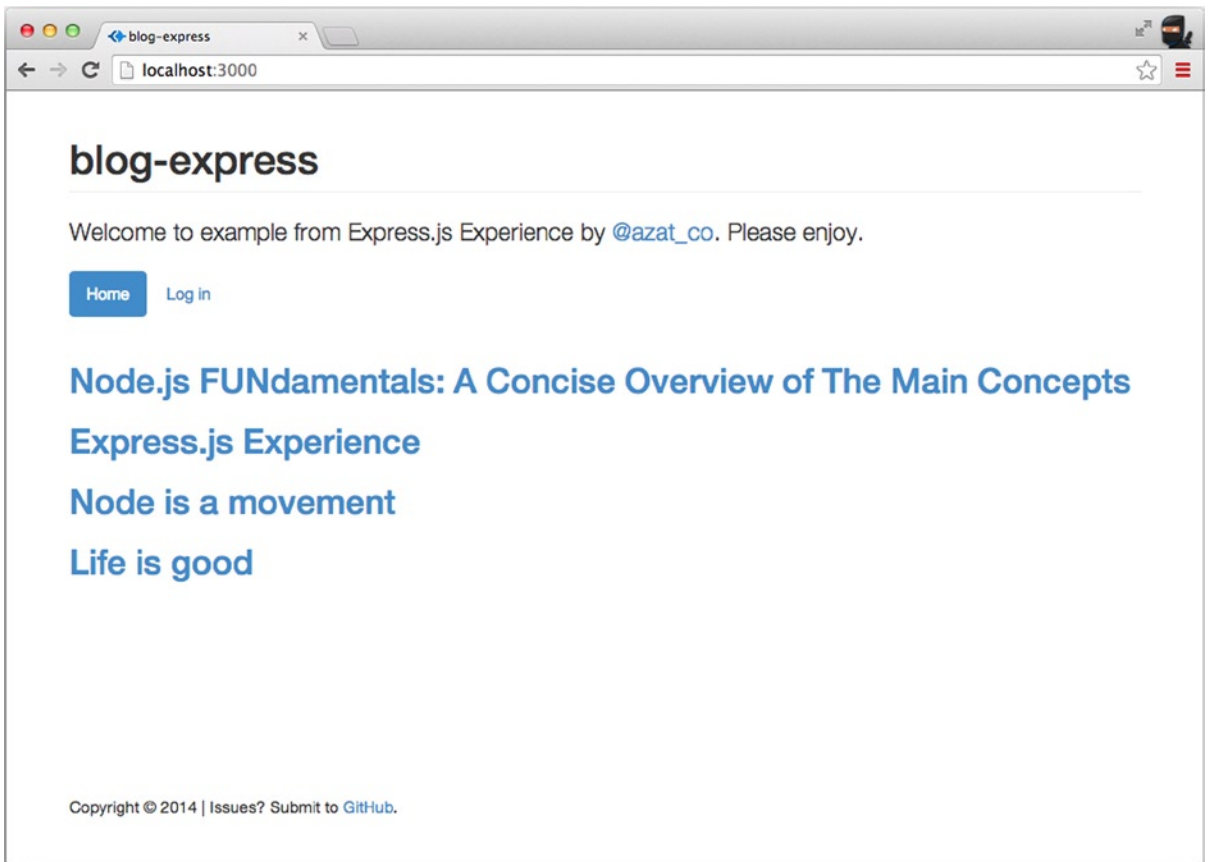 blog-express
localhost:3000
blog-express
Welcome to example from Express.js Experience by @azat_co. Please enjoy.
Home Log in
Node.js FUNdamentals: A Concise Overview of The Main Concepts
Express.js Experience
Node is a movement
Life is good
Copyright © 2014 | Issues? Submit to GitHub.